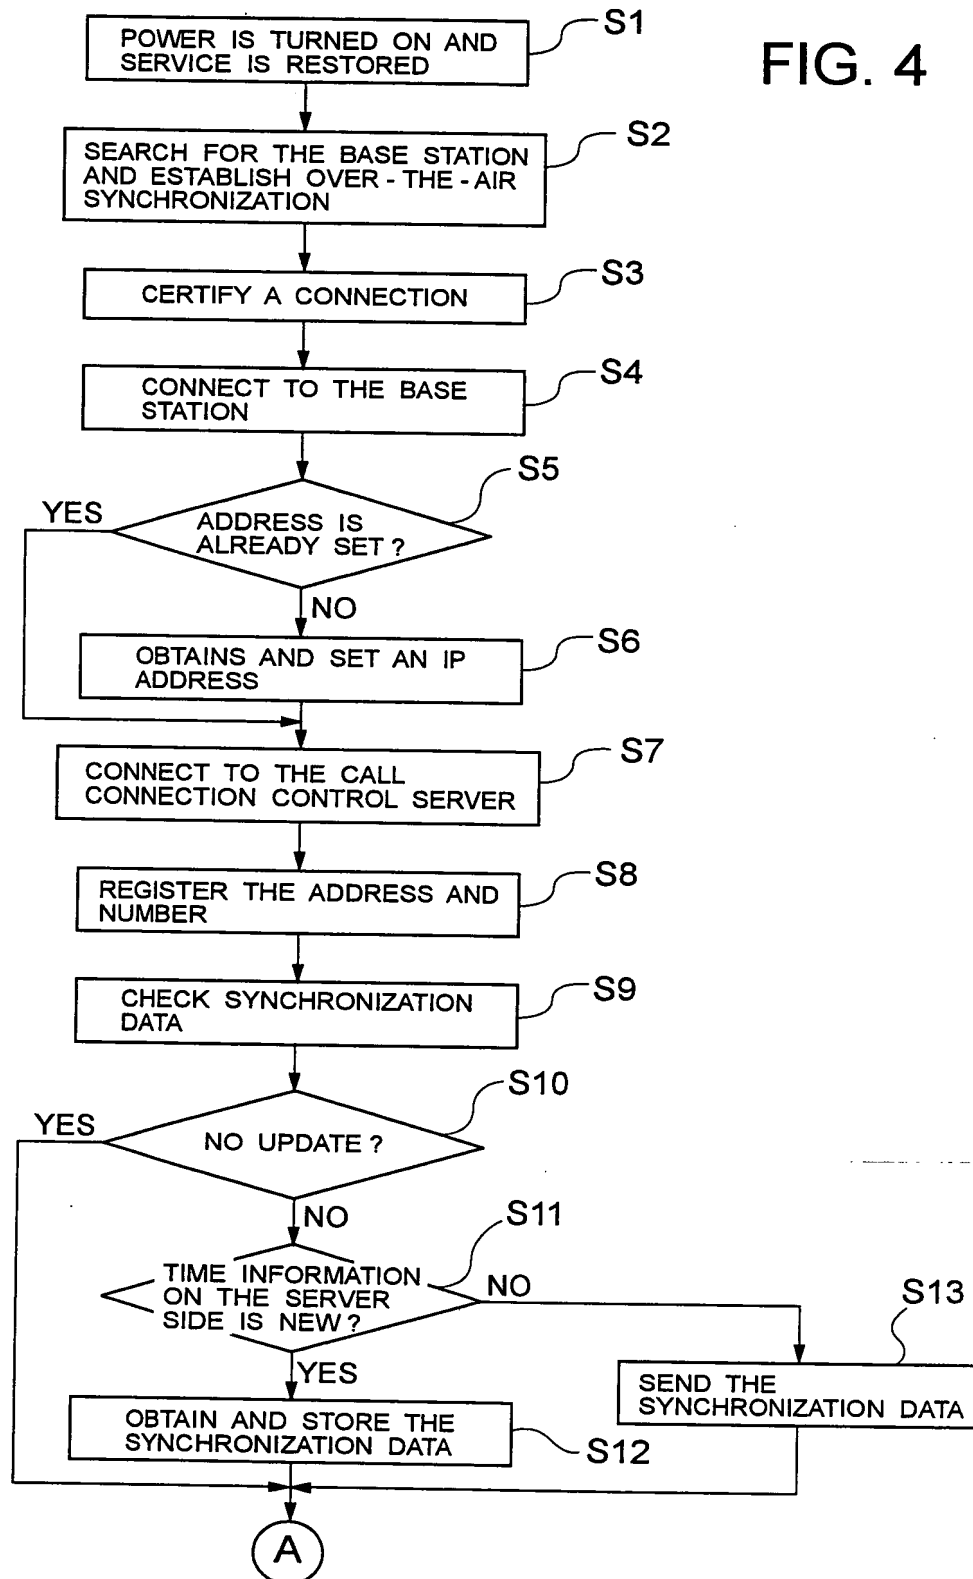 FIG. 4
S1
POWER IS TURNED ON AND
SERVICE IS RESTORED
S2
SEARCH FOR THE BASE STATION
AND ESTABLISH OVER - THE - AIR
SYNCHRONIZATION
S3
CERTIFY A CONNECTION
S4
CONNECT TO THE BASE
STATION
S5
YES
ADDRESS IS
ALREADY SET ?
NO
S6
OBTAINS AND SET AN IP
ADDRESS
S7
CONNECT TO THE CALL
CONNECTION CONTROL SERVER
S8
REGISTER THE ADDRESS AND
NUMBER
S9
CHECK SYNCHRONIZATION
DATA
S10
YES
NO UPDATE ?
NO
S11
TIME INFORMATION
ON THE SERVER
SIDE IS NEW ?
NO
S13
YES
SEND THE
SYNCHRONIZATION DATA
OBTAIN AND STORE THE
SYNCHRONIZATION DATA
S12
A